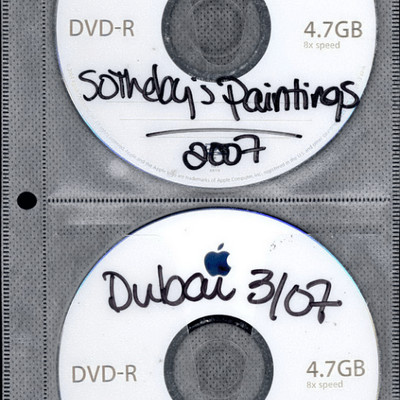 DVD-R 4.7GB
8x speed
Sotheby's Paintings
2007
Dubai 3/07
DVD-R 4.7GB
8x speed